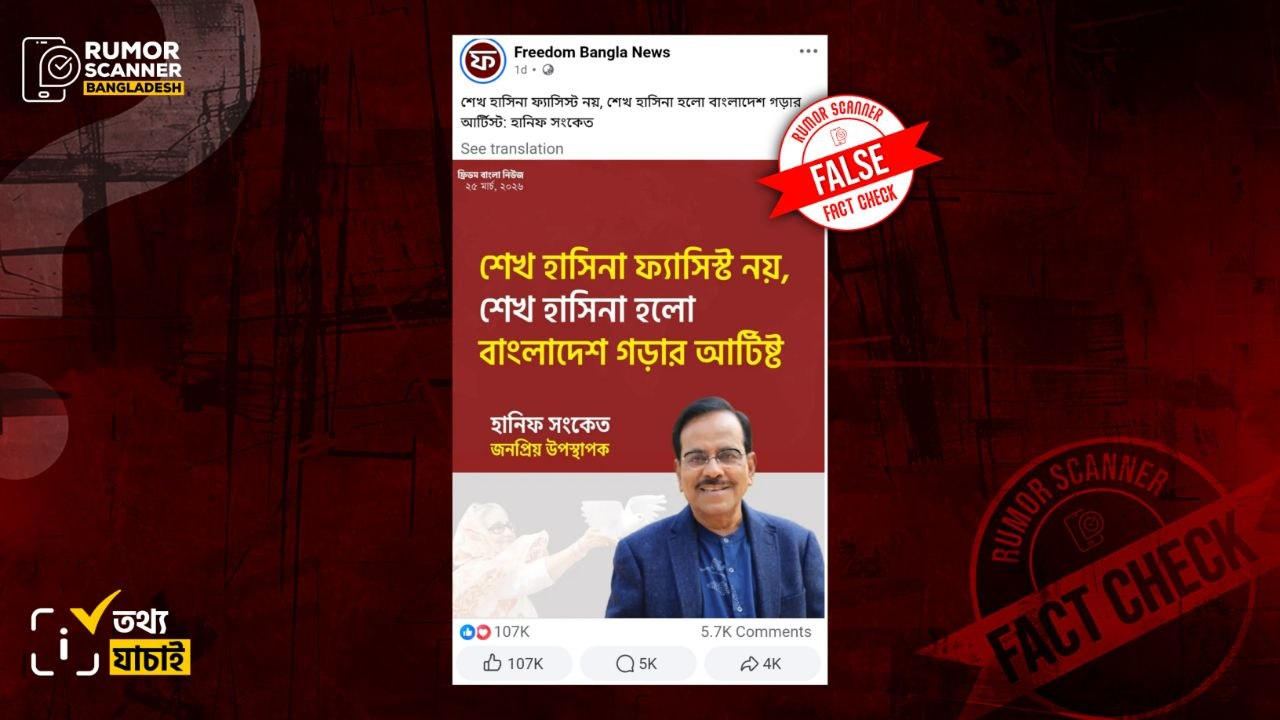 RUMOR
SCANNER
BANGLADESH
ফ
Freedom Bangla News
1d
শেখ হাসিনা ফ্যাসিস্ট নয়, শেখ হাসিনা হলো বাংলাদেশ গড়ার
আর্টিস্ট: হানিফ সংকেত
See translation
RUMOR SCANNER
FALSE
FACT CHECK
ফ্রিডম বাংলা নিউজ
২৫ মার্চ, ২০২৬
শেখ হাসিনা ফ্যাসিস্ট নয়,
শেখ হাসিনা হলো
বাংলাদেশ গড়ার আর্টিষ্ট
হানিফ সংকেত
জনপ্রিয় উপস্থাপক
107K
5.7K Comments
107K
5K
4K
তথ্য
যাচাই
RUMOR SCANNER
FACT CHECK